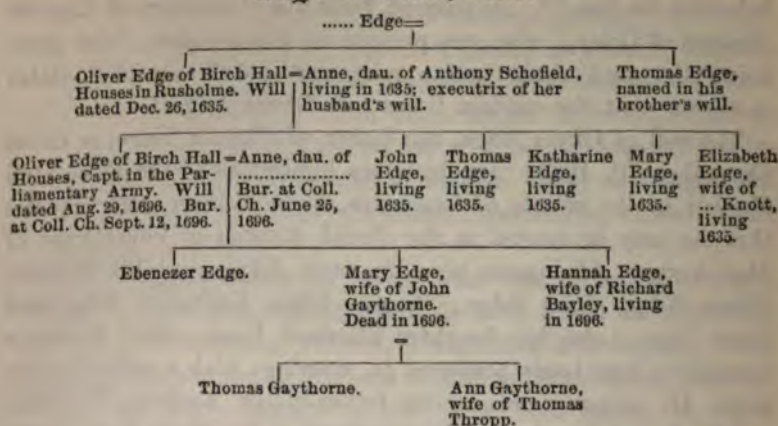 ...... Edge=
Oliver Edge of Birch Hall=Anne, dau. of Anthony Schofield,
Houses in Rusholme. Will living in 1635; executrix of her
dated Dec. 26, 1635. husband's will.
Thomas Edge,
named in his
brother's will.
Oliver Edge of Birch Hall=Anne, dau. of
Houses, Capt. in the Par- ..................
liamentary Army. Will Bur. at Coll.
dated Aug. 29, 1696. Bur. Ch. June 25,
at Coll. Ch. Sept. 12, 1696. 1696.
John
Edge,
living
1635.
Thomas
Edge,
living
1635.
Katharine
Edge,
living
1635.
Mary
Edge,
living
1635.
Elizabeth
Edge,
wife of
... Knott,
living
1635.
Ebenezer Edge.
Mary Edge,
wife of John
Gaythorne.
Dead in 1696.
=
Hannah Edge,
wife of Richard
Bayley, living
in 1696.
Thomas Gaythorne.
Ann Gaythorne,
wife of Thomas
Thropp.